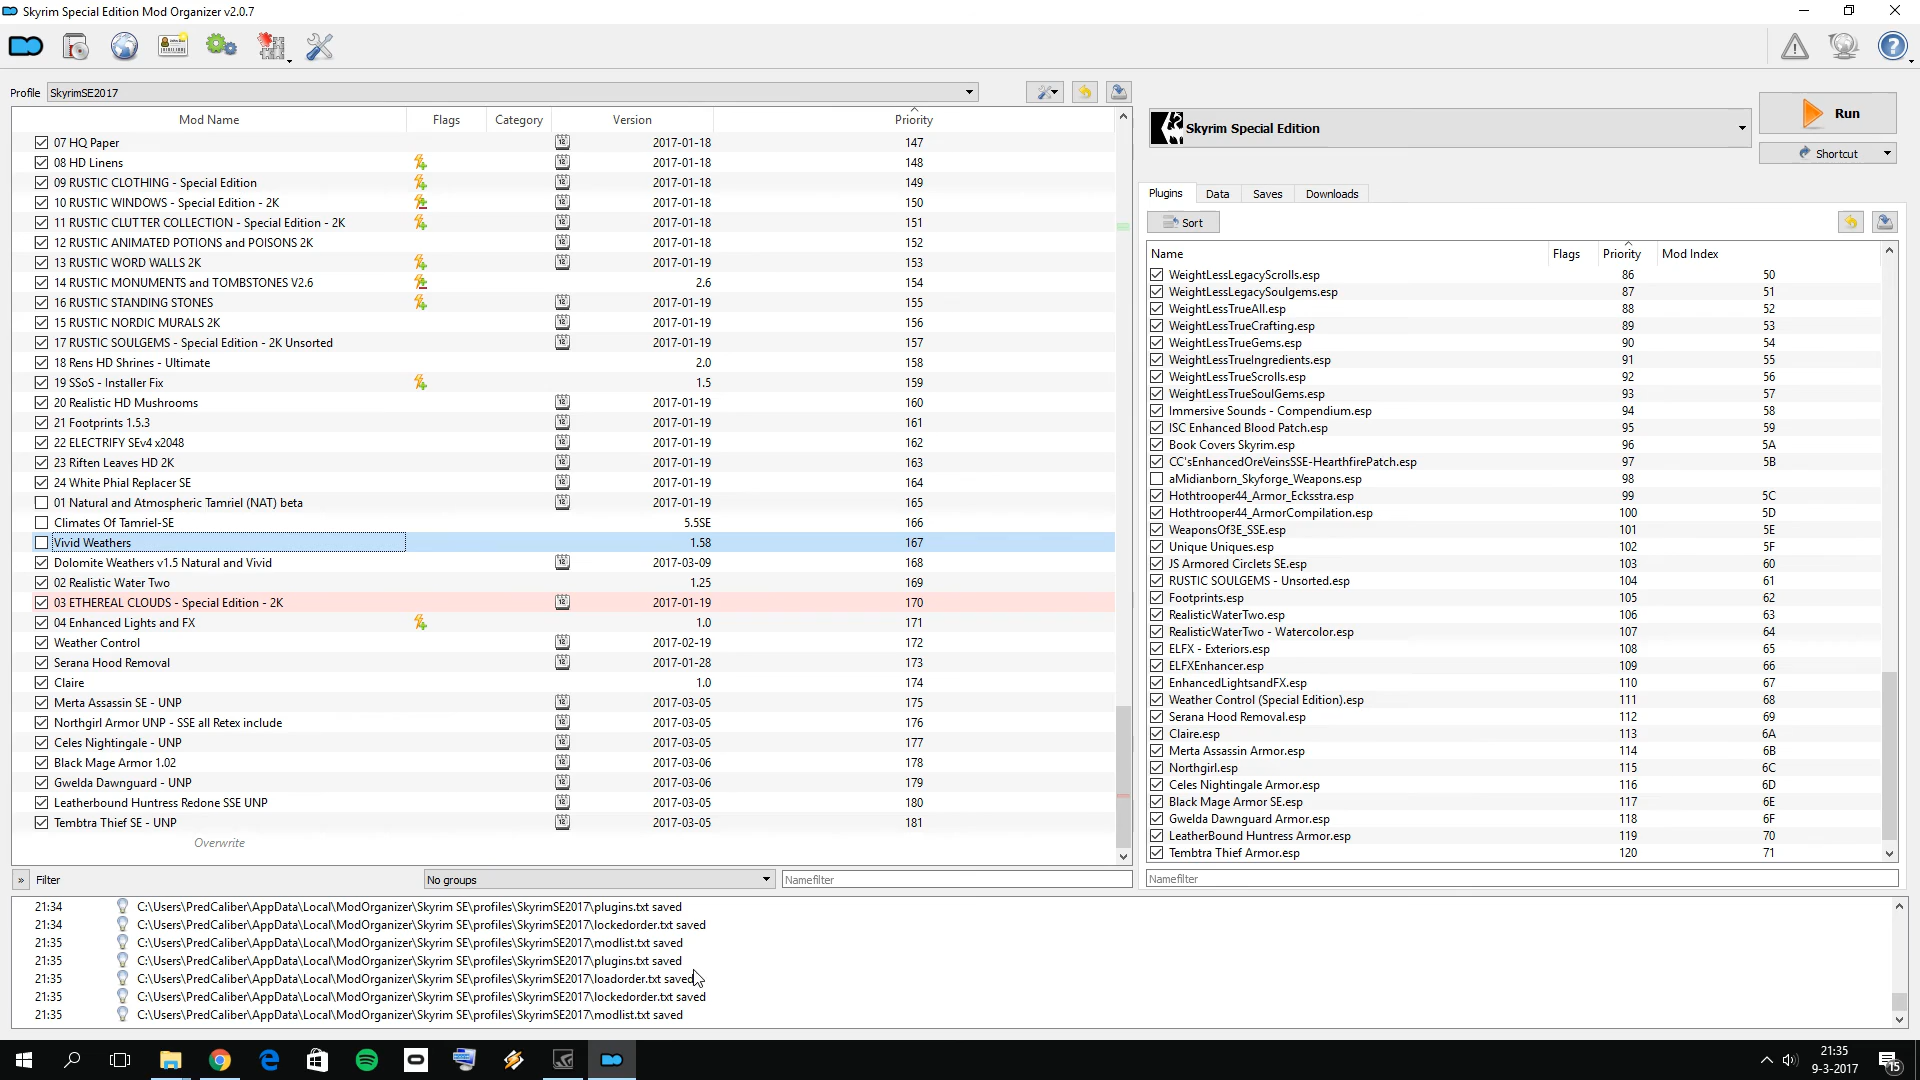 Skyrim Special Edition Mod Organizer v2.0.7
Profile SkyrimSE2017
Mod Name Flags Category Version Priority
07 HQ Paper 2017-01-18 147
08 HD Linens 2017-01-18 148
09 RUSTIC CLOTHING - Special Edition 2017-01-18 149
10 RUSTIC WINDOWS - Special Edition - 2K 2017-01-18 150
11 RUSTIC CLUTTER COLLECTION - Special Edition - 2K 2017-01-18 151
12 RUSTIC ANIMATED POTIONS and POISONS 2K 2017-01-18 152
13 RUSTIC WORD WALLS 2K 2017-01-18 153
14 RUSTIC MONUMENTS and TOMBSTONES V2.6 2.6 154
16 RUSTIC STANDING STONES 2017-01-19 155
15 RUSTIC NORDIC MURALS 2K 2017-01-19 156
17 RUSTIC SOULGEMS - Special Edition - 2K Unsorted 2017-01-19 157
18 Rens HD Shrines - Ultimate 2.0 158
19 SSoS - Installer Fix 1.5 159
20 Realistic HD Mushrooms 2017-01-19 160
21 Footprints 1.5.3 2017-01-19 161
22 ELECTRIFY SEv4 x2048 2017-01-19 162
23 Riften Leaves HD 2K 2017-01-19 163
24 White Phial Replacer SE 2017-01-19 164
01 Natural and Atmospheric Tamriel (NAT) beta 2017-01-19 165
Climates Of Tamriel-SE 5.5SE 166
Vivid Weathers 1.58 167
Dolomite Weathers v1.5 Natural and Vivid 2017-03-09 168
02 Realistic Water Two 1.25 169
03 ETHEREAL CLOUDS - Special Edition - 2K 2017-01-19 170
04 Enhanced Lights and FX 1.0 171
Weather Control 2017-02-19 172
Serana Hood Removal 2017-01-28 173
Claire 1.0 174
Merta Assassin SE - UNP 2017-03-05 175
Northgirl Armor UNP - SSE all Retex include 2017-03-05 176
Celes Nightingale - UNP 2017-03-05 177
Black Mage Armor 1.02 2017-03-06 178
Gwelda Dawnguard - UNP 2017-03-06 179
Leatherbound Huntress Redone SSE UNP 2017-03-05 180
Tembtra Thief SE - UNP 2017-03-05 181
Overwrite
» Filter No groups Namefilter
Skyrim Special Edition
Run
Shortcut
Plugins Data Saves Downloads
Sort
Name Flags Priority Mod Index
WeightLessLegacyScrolls.esp 86 50
WeightLessLegacySoulgems.esp 87 51
WeightLessTrueAll.esp 88 52
WeightLessTrueCrafting.esp 89 53
WeightLessTrueGems.esp 90 54
WeightLessTrueIngredients.esp 91 55
WeightLessTrueScrolls.esp 92 56
WeightLessTrueSoulGems.esp 93 57
Immersive Sounds - Compendium.esp 94 58
ISC Enhanced Blood Patch.esp 95 59
Book Covers Skyrim.esp 96 5A
CC'sEnhancedOreVeinsSSE-HearthfirePatch.esp 97 5B
aMidianborn_Skyforge_Weapons.esp 98
Hothtrooper44_Armor_Ecksstra.esp 99 5C
Hothtrooper44_ArmorCompilation.esp 100 5D
WeaponsOf3E_SSE.esp 101 5E
Unique Uniques.esp 102 5F
JS Armored Circlets SE.esp 103 60
RUSTIC SOULGEMS - Unsorted.esp 104 61
Footprints.esp 105 62
RealisticWaterTwo.esp 106 63
RealisticWaterTwo - Watercolor.esp 107 64
ELFX - Exteriors.esp 108 65
ELFXEnhancer.esp 109 66
EnhancedLightsandFX.esp 110 67
Weather Control (Special Edition).esp 111 68
Serana Hood Removal.esp 112 69
Claire.esp 113 6A
Merta Assassin Armor.esp 114 6B
Northgirl.esp 115 6C
Celes Nightingale Armor.esp 116 6D
Black Mage Armor SE.esp 117 6E
Gwelda Dawnguard Armor.esp 118 6F
LeatherBound Huntress Armor.esp 119 70
Tembtra Thief Armor.esp 120 71
Namefilter
21:34 C:\Users\PredCaliber\AppData\Local\ModOrganizer\Skyrim SE\profiles\SkyrimSE2017\plugins.txt saved
21:34 C:\Users\PredCaliber\AppData\Local\ModOrganizer\Skyrim SE\profiles\SkyrimSE2017\lockedorder.txt saved
21:35 C:\Users\PredCaliber\AppData\Local\ModOrganizer\Skyrim SE\profiles\SkyrimSE2017\modlist.txt saved
21:35 C:\Users\PredCaliber\AppData\Local\ModOrganizer\Skyrim SE\profiles\SkyrimSE2017\plugins.txt saved
21:35 C:\Users\PredCaliber\AppData\Local\ModOrganizer\Skyrim SE\profiles\SkyrimSE2017\loadorder.txt saved
21:35 C:\Users\PredCaliber\AppData\Local\ModOrganizer\Skyrim SE\profiles\SkyrimSE2017\lockedorder.txt saved
21:35 C:\Users\PredCaliber\AppData\Local\ModOrganizer\Skyrim SE\profiles\SkyrimSE2017\modlist.txt saved
21:35
9-3-2017
15